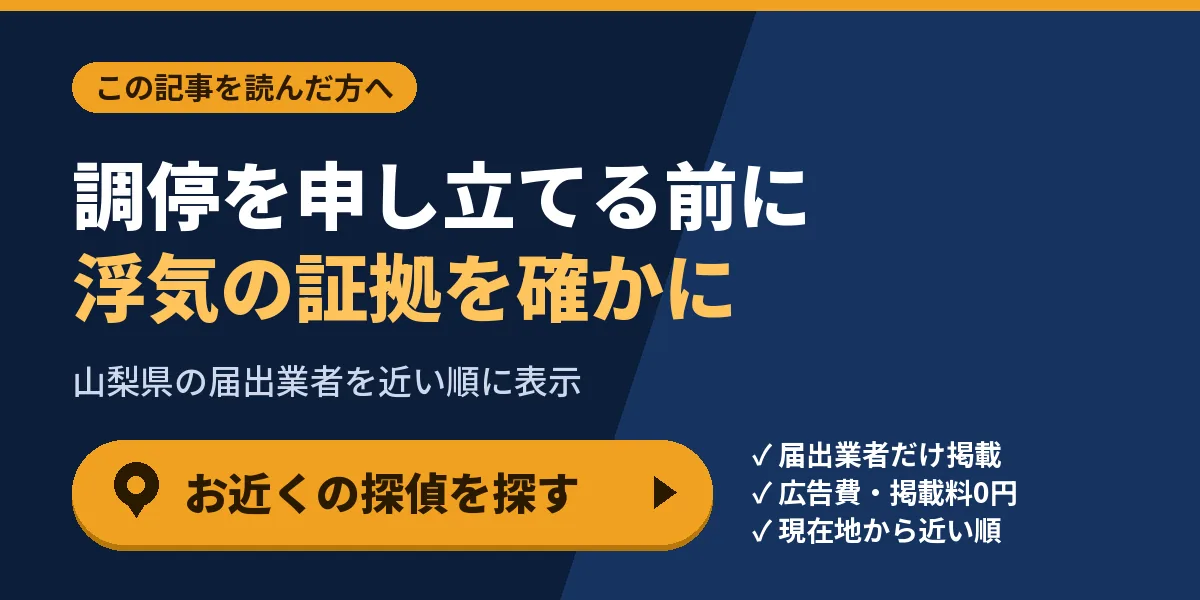 この記事を読んだ方へ
調停を申し立てる前に
浮気の証拠を確かに
山梨県の届出業者を近い順に表示
お近くの探偵を探す
✓届出業者だけ掲載
✓広告費・掲載料0円
✓現在地から近い順